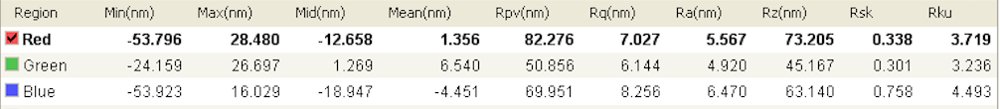 Region Min(nm) Max(nm) Mid(nm) Mean(nm) Rpv(nm) Rq(nm) Ra(nm) Rz(nm) Rsk Rku
Red -53.796 28.480 -12.658 1.356 82.276 7.027 5.567 73.205 0.338 3.719
Green -24.159 26.697 1.269 6.540 50.856 6.144 4.920 45.167 0.301 3.236
Blue -53.923 16.029 -18.947 -4.451 69.951 8.256 6.470 63.140 0.758 4.493